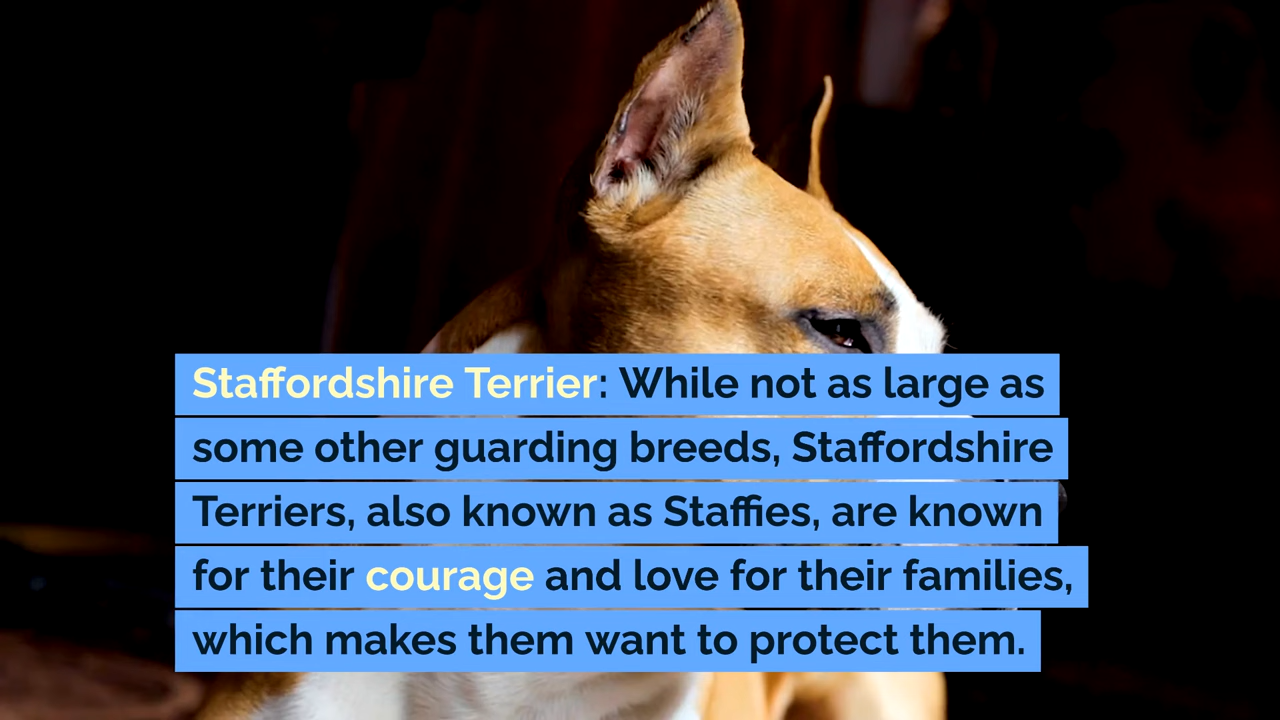 Staffordshire Terrier: While not as large as
some other guarding breeds, Staffordshire
Terriers, also known as Staffies, are known
for their courage and love for their families,
which makes them want to protect them.